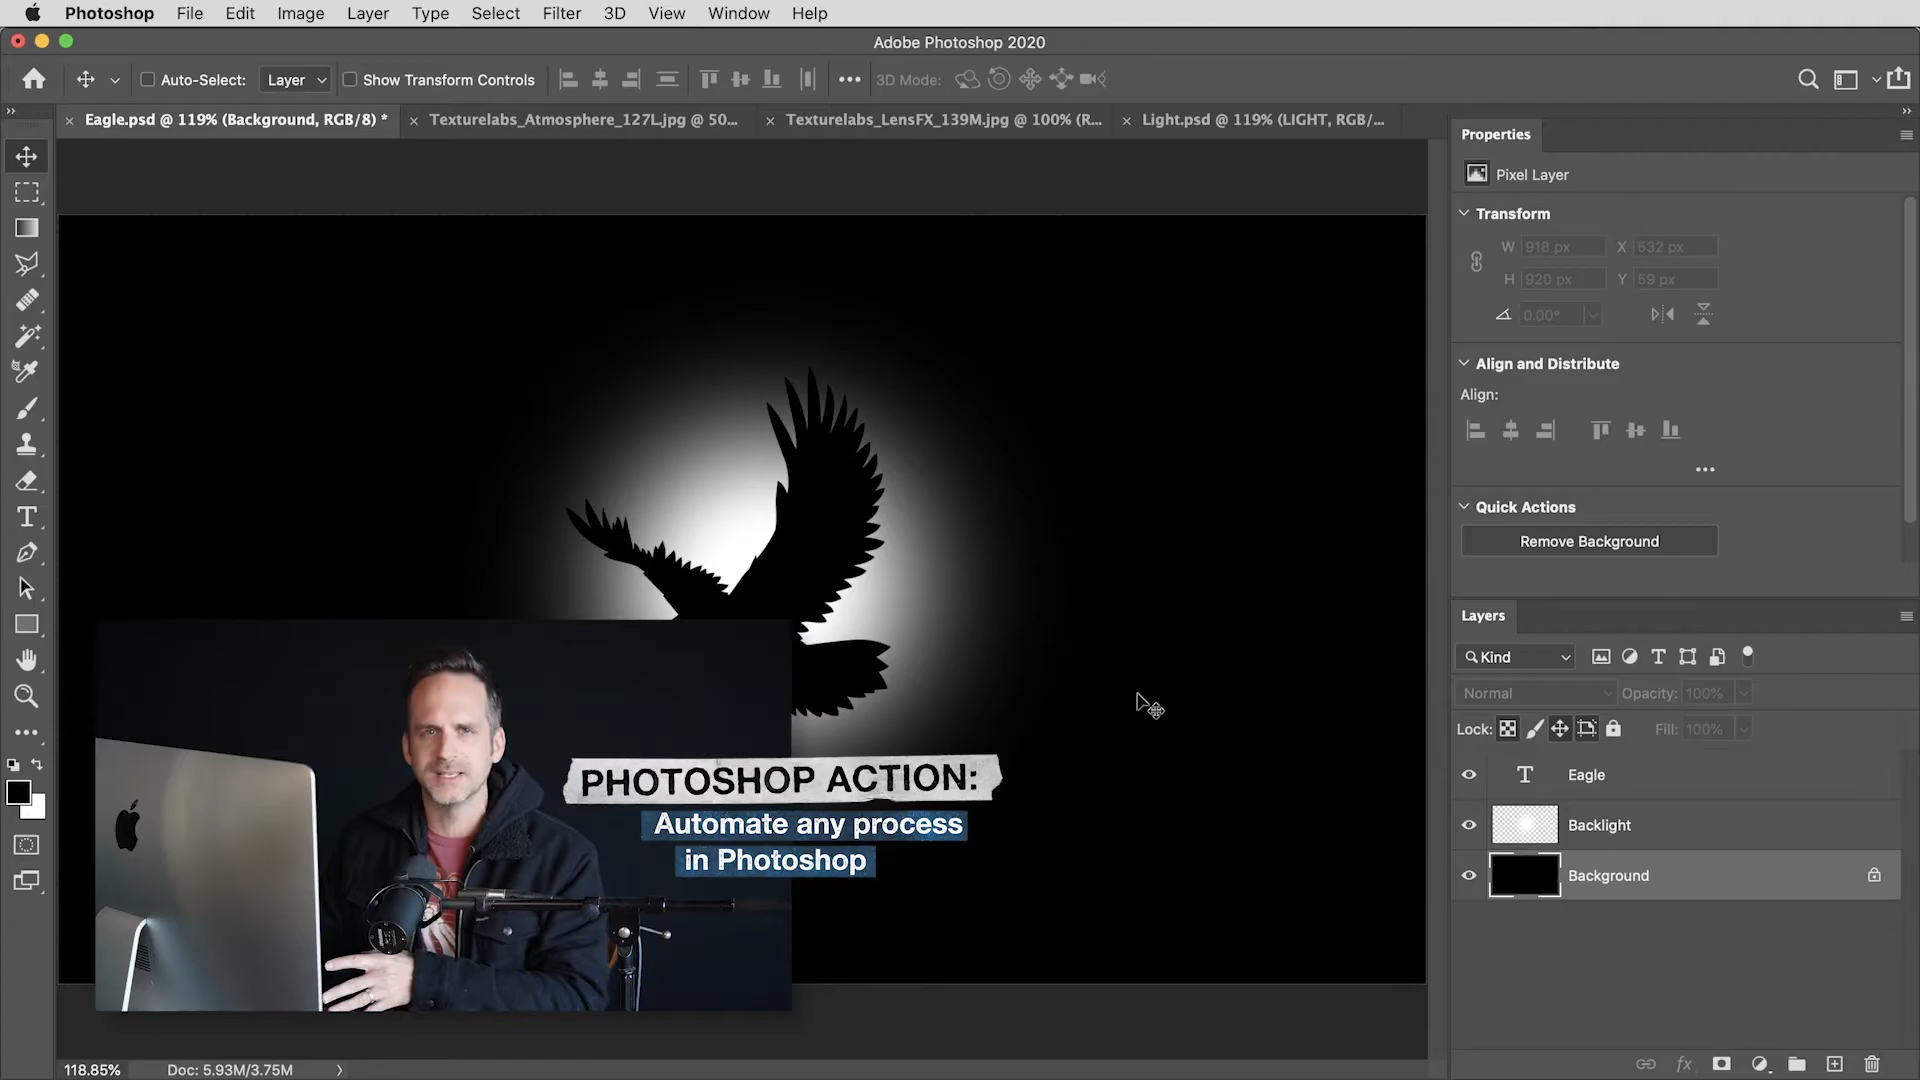 Photoshop File Edit Image Layer Type Select Filter 3D View Window Help
Adobe Photoshop 2020
Auto-Select: Layer Show Transform Controls 3D Mode:
Eagle.psd @ 119% (Background, RGB/8) * Texturelabs_Atmosphere_127L.jpg @ 50... Texturelabs_LensFX_139M.jpg @ 100% (R... Light.psd @ 119% (LIGHT, RGB/...
Properties
Pixel Layer
Transform
W 918 px X 532 px
H 920 px Y 59 px
0.00°
Align and Distribute
Align:
Quick Actions
Remove Background
Layers
Kind
Normal Opacity: 100%
Lock: Fill: 100%
Eagle
Backlight
Background
PHOTOSHOP ACTION:
Automate any process
in Photoshop
118.85% Doc: 5.93M/3.75M